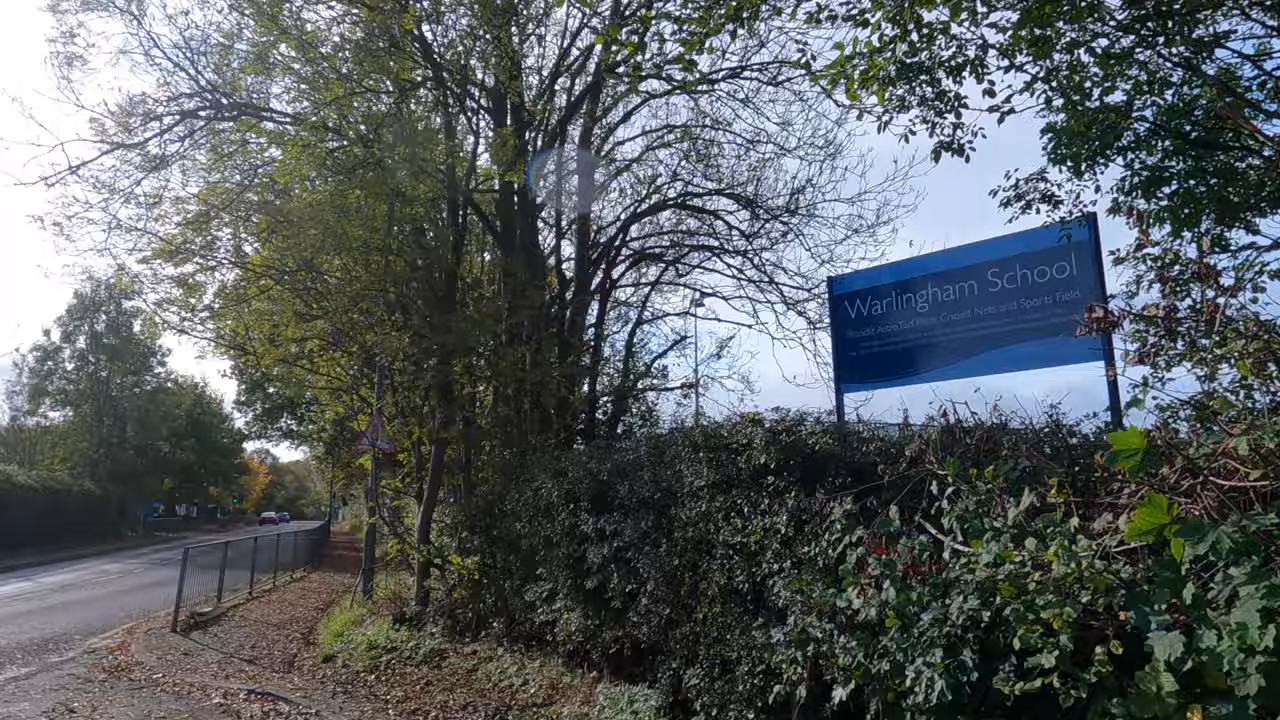 Warlingham School
Floodlit AstroTurf Pitch, Cricket Nets and Sports Field